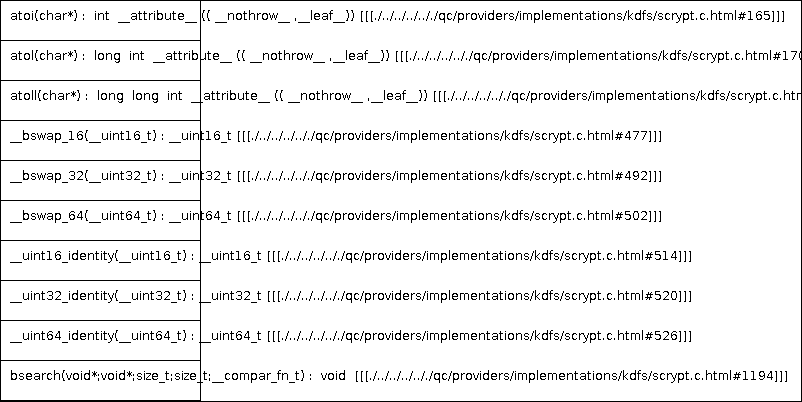 atoi(char*) : int __attribute__ (( __nothrow__ ,__leaf__)) [[[./../../../../qc/providers/implementations/kdfs/scrypt.c.html#165]]]
atol(char*) : long int __attribute__ (( __nothrow__ ,__leaf__)) [[[./../../../../qc/providers/implementations/kdfs/scrypt.c.html#170
atoll(char*) : long long int __attribute__ (( __nothrow__ ,__leaf__)) [[[./../../../../qc/providers/implementations/kdfs/scrypt.c.htm
__bswap_16(__uint16_t) : __uint16_t [[[./../../../../qc/providers/implementations/kdfs/scrypt.c.html#477]]]
__bswap_32(__uint32_t) : __uint32_t [[[./../../../../qc/providers/implementations/kdfs/scrypt.c.html#492]]]
__bswap_64(__uint64_t) : __uint64_t [[[./../../../../qc/providers/implementations/kdfs/scrypt.c.html#502]]]
__uint16_identity(__uint16_t) : __uint16_t [[[./../../../../qc/providers/implementations/kdfs/scrypt.c.html#514]]]
__uint32_identity(__uint32_t) : __uint32_t [[[./../../../../qc/providers/implementations/kdfs/scrypt.c.html#520]]]
__uint64_identity(__uint64_t) : __uint64_t [[[./../../../../qc/providers/implementations/kdfs/scrypt.c.html#526]]]
bsearch(void*;void*;size_t;size_t;__compar_fn_t) : void [[[./../../../../qc/providers/implementations/kdfs/scrypt.c.html#1194]]]